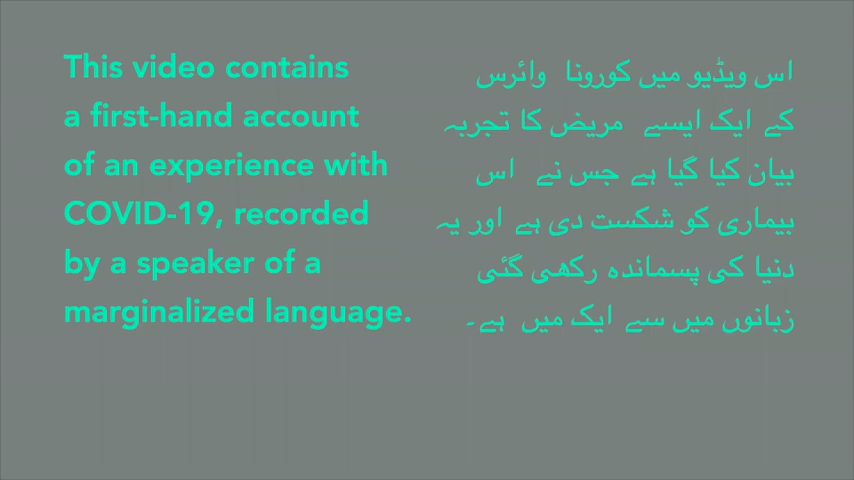 This video contains
a first-hand account
of an experience with
COVID-19, recorded
by a speaker of a
marginalized language.
اس ویڈیو میں کورونا وائرس
کے ایک ایسے مریض کا تجربہ
بیان کیا گیا ہے جس نے اس
بیماری کو شکست دی ہے اور یہ
دنیا کی پسماندہ رکھی گئی
زبانوں میں سے ایک میں ہے۔